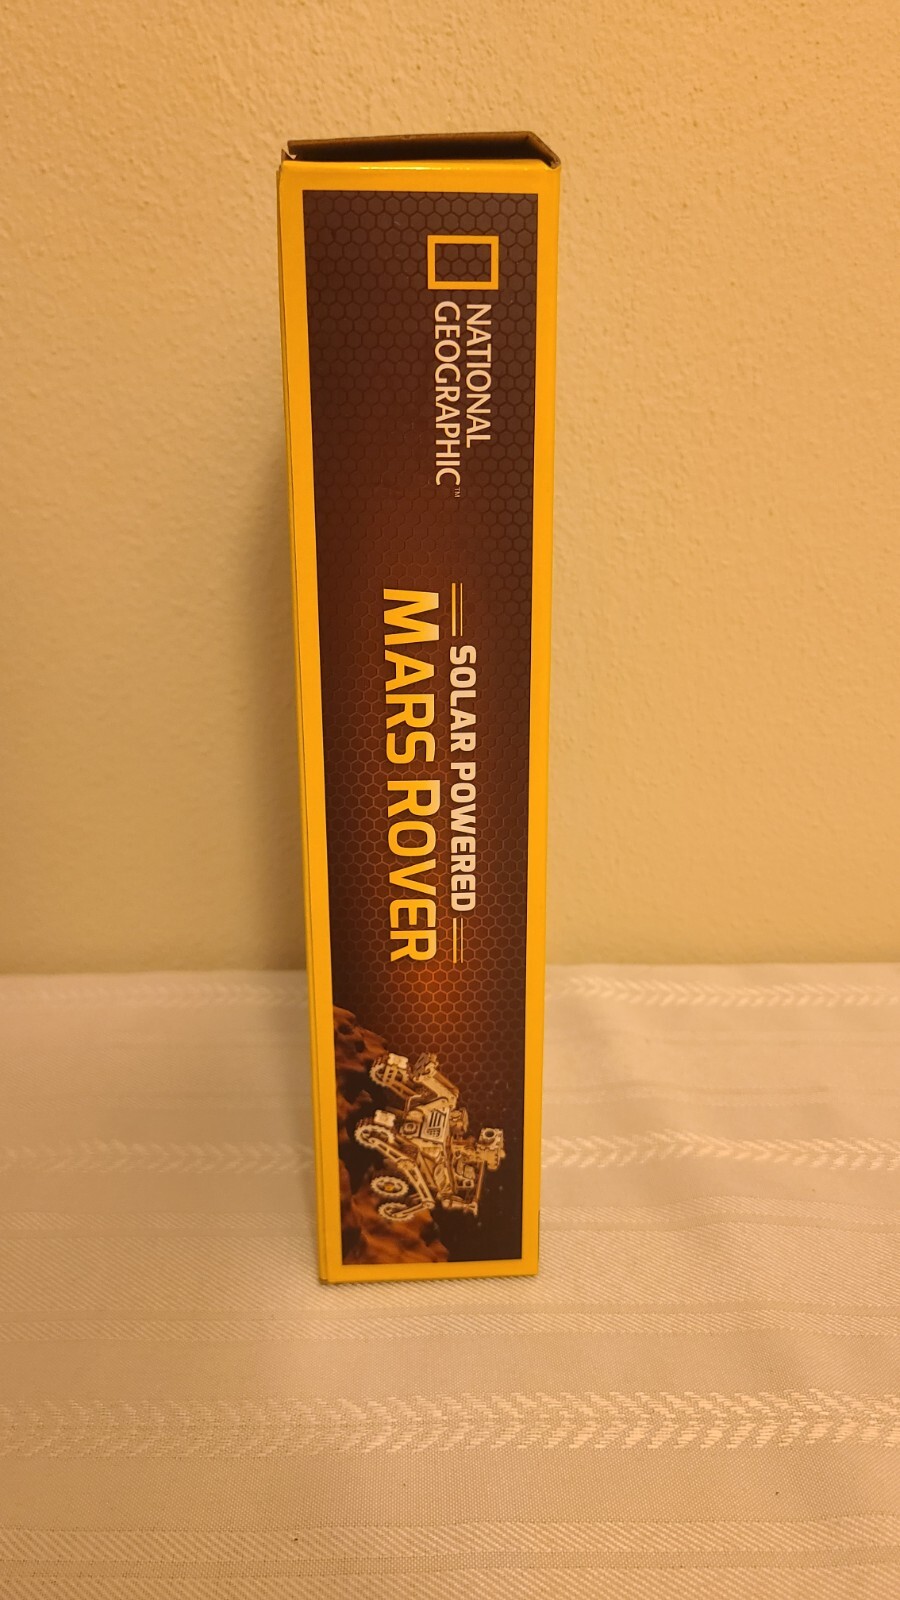 NATIONAL
GEOGRAPHIC™
SOLAR POWERED
MARS ROVER